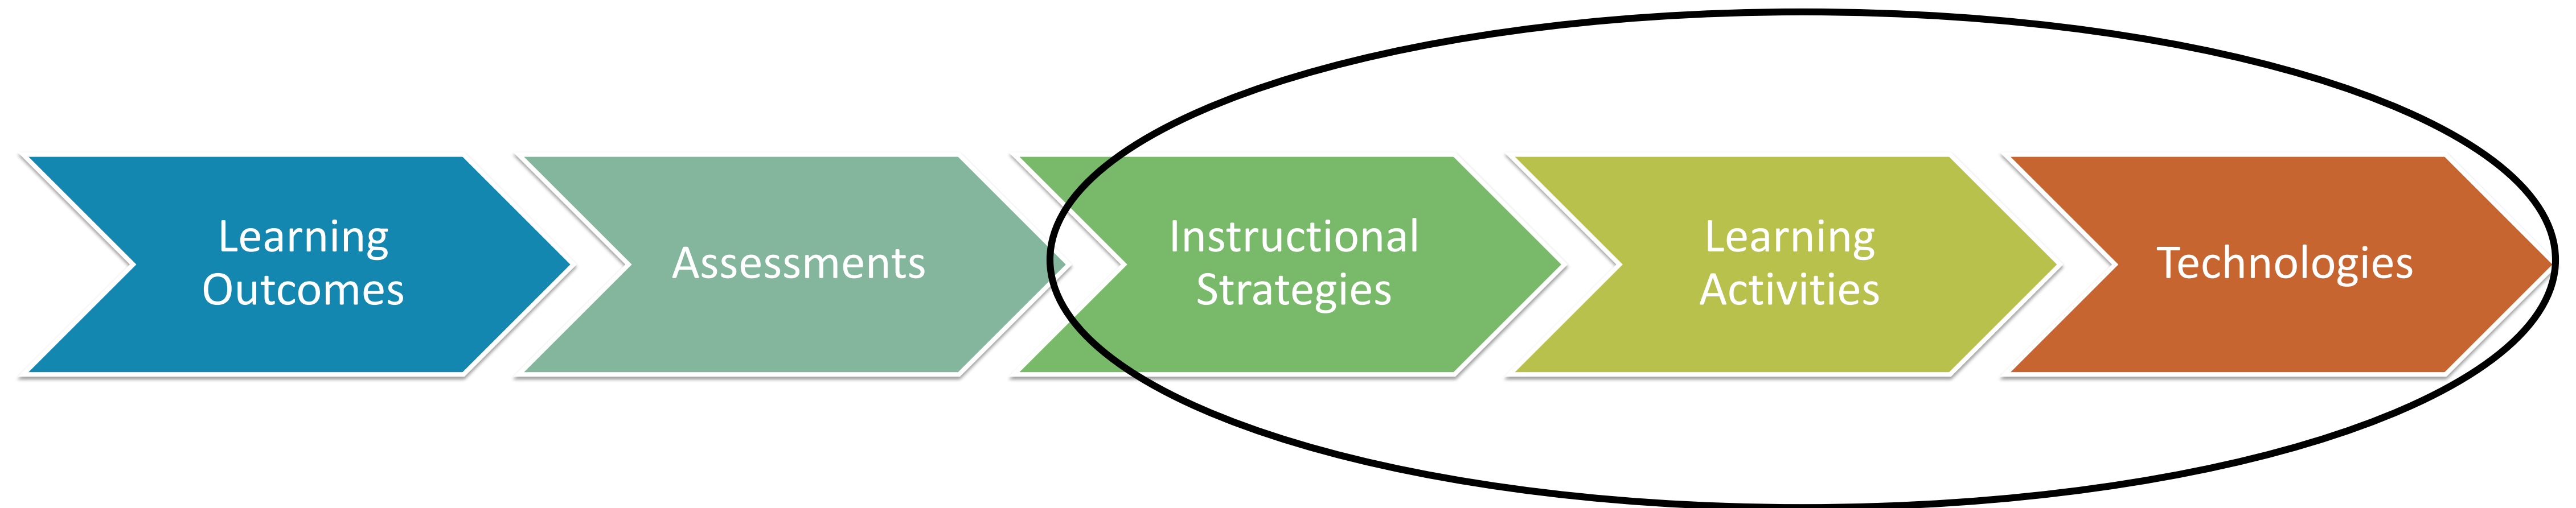 Learning
Outcomes
Assessments
Instructional
Strategies
Learning
Activities
Technologies